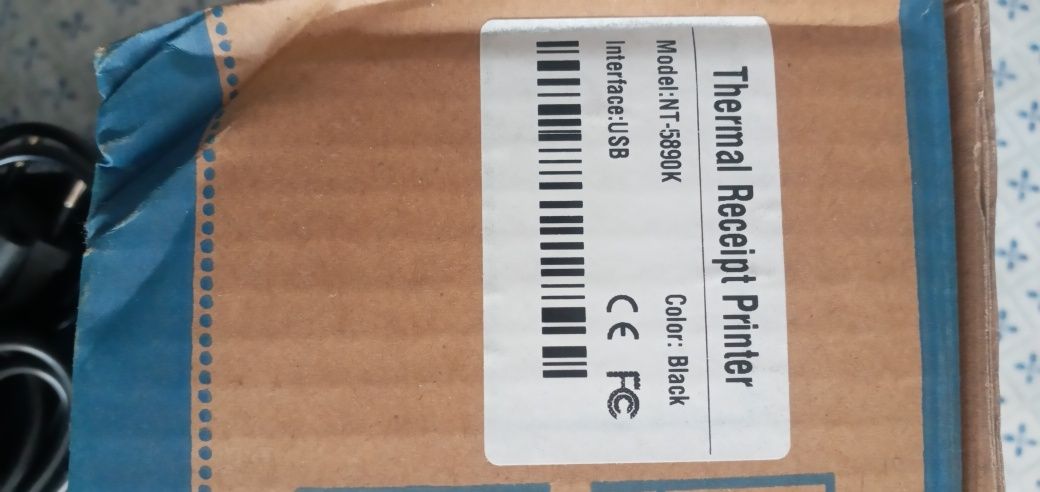 Thermal Receipt Printer
Model:NT-5890K Color: Black
Interface:USB CE FC